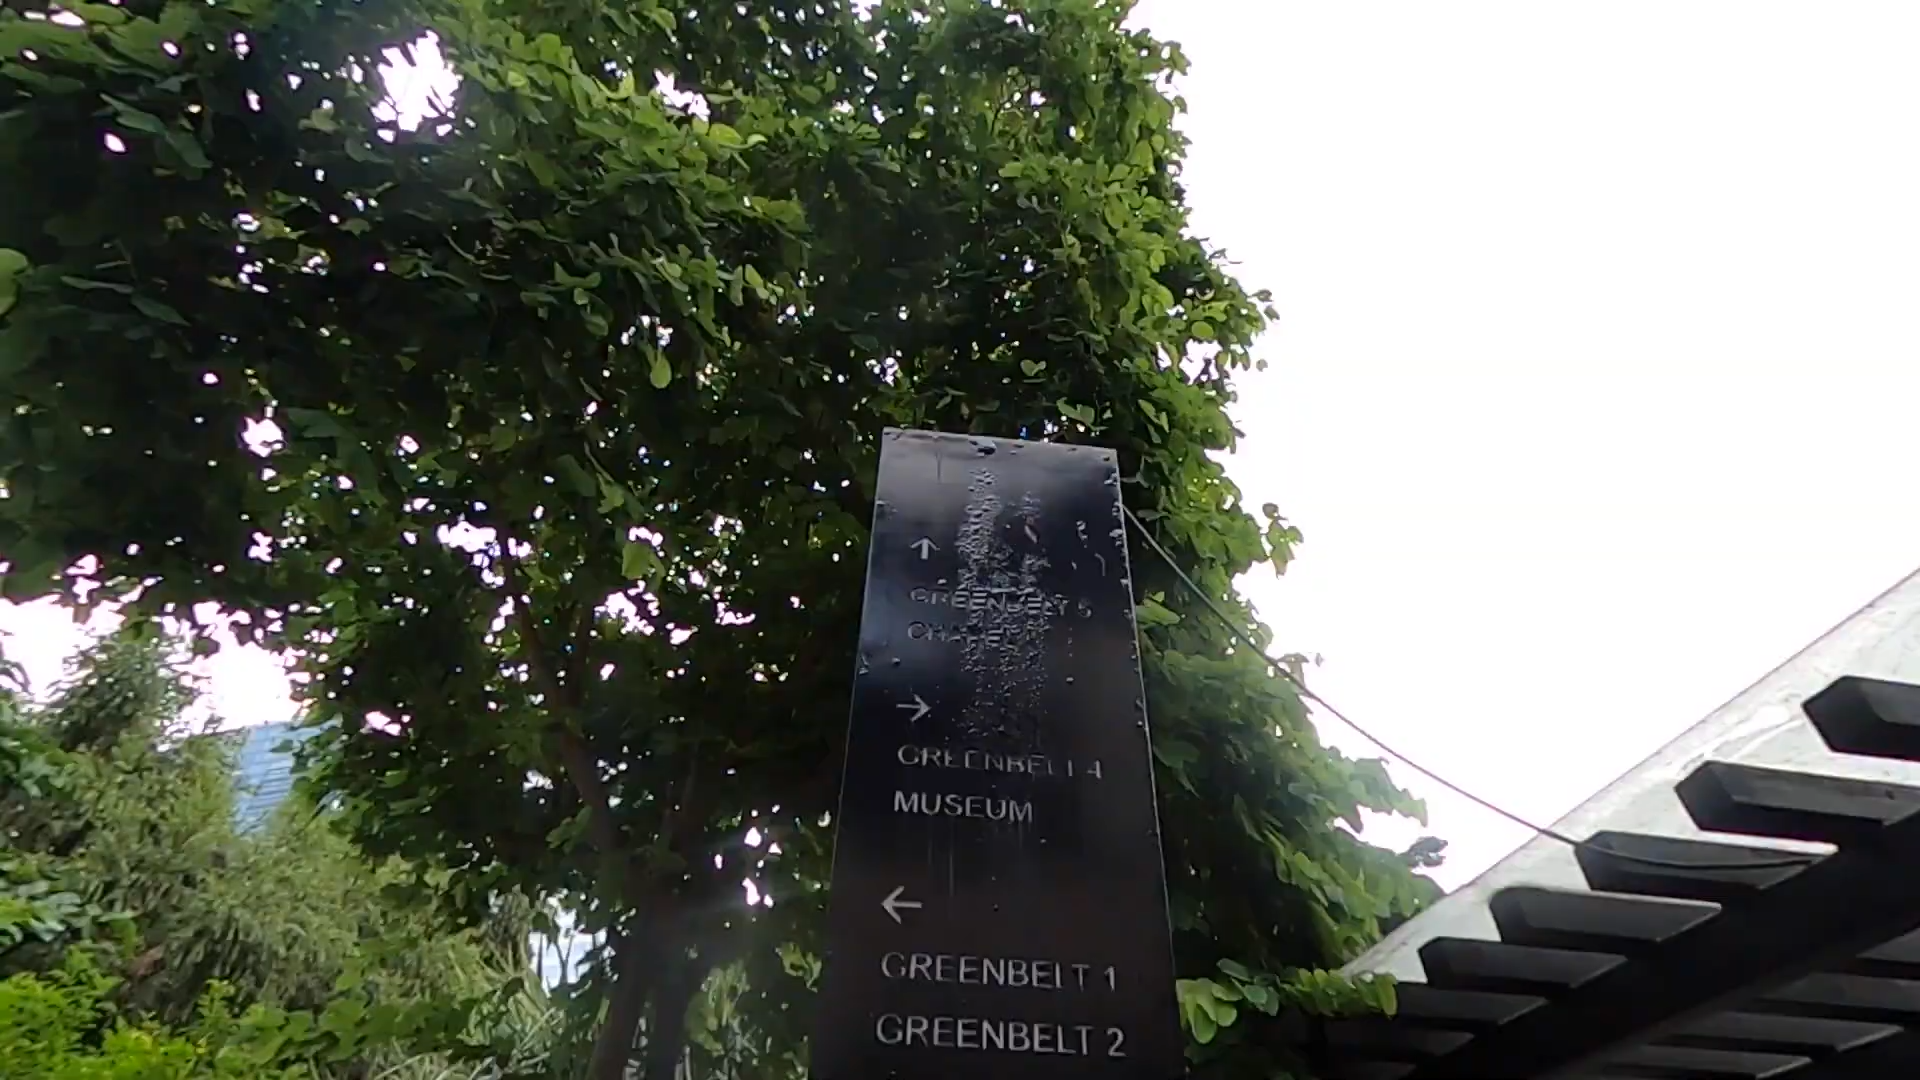 ↑
GREENBELT 5
CHAPEL
→
GREENBELT 4
MUSEUM
←
GREENBELT 1
GREENBELT 2